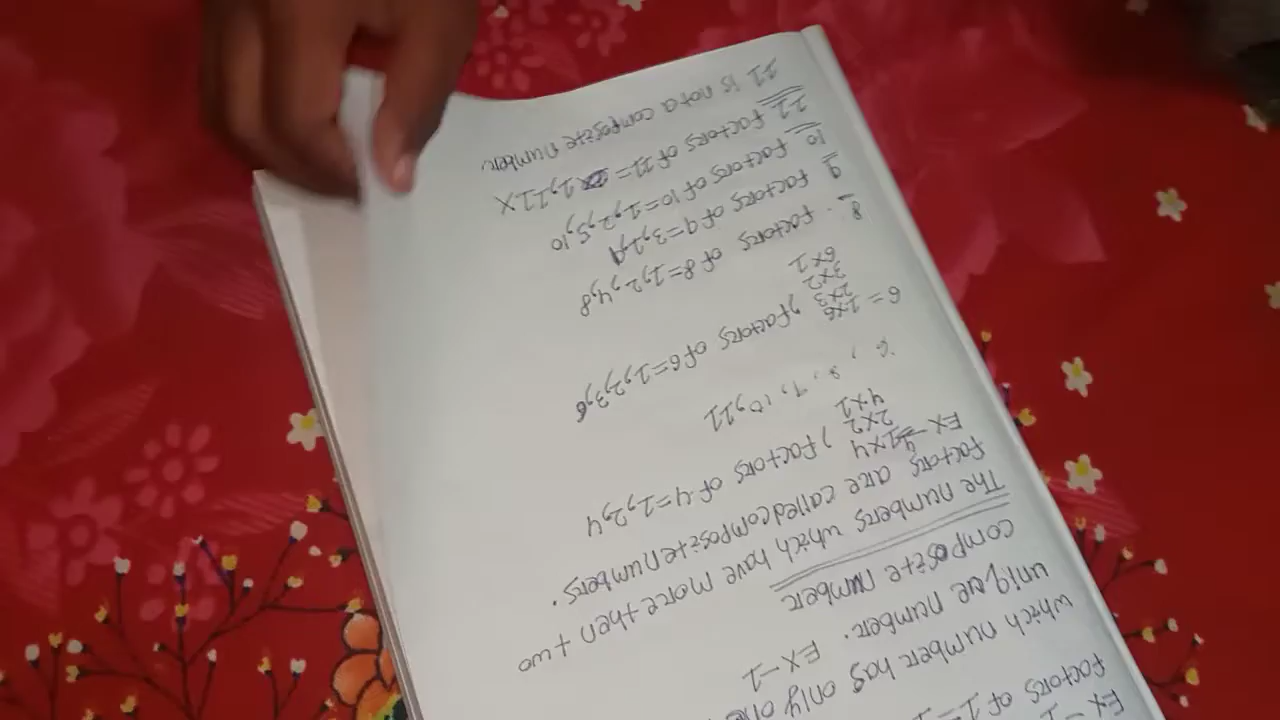 EX-1
factors of 1=1
which number has only one
unique number. EX-1
composite number
The numbers which have more then two
factors are called composite numbers.
EX- 4 1x4
2x2 , factors of 4=1,2,4
4x1
6, 8, 9, 10, 11
6 = 1x6
2x3 , factors of 6=1,2,3,6
3x2
6x1
8 factors of 8=1,2,4,8
9 factors of 9=3,1,9
10 factors of 10=1,2,5,10
11 factors of 11=1,11x
11 is not a composite number